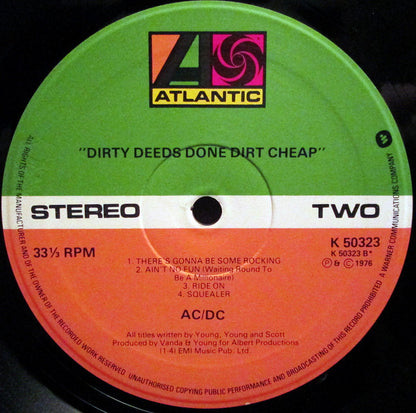 ATLANTIC
"DIRTY DEEDS DONE DIRT CHEAP"
STEREO
TWO
33⅓ RPM
K 50323
K 50323 B*
Ⓟ & © 1976
1. THERE'S GONNA BE SOME ROCKING
2. AIN'T NO FUN (Waiting Round To
Be A Millionaire)
3. RIDE ON
4. SQUEALER
AC/DC
All titles written by Young, Young and Scott
Produced by Vanda & Young for Albert Productions
(1-4) EMI Music Pub. Ltd.
ALL RIGHTS OF THE MANUFACTURER AND OF THE OWNER OF THE RECORDED WORK RESERVED. UNAUTHORISED COPYING PUBLIC PERFORMANCE AND BROADCASTING OF THIS RECORD PROHIBITED
A WARNER COMMUNICATIONS COMPANY